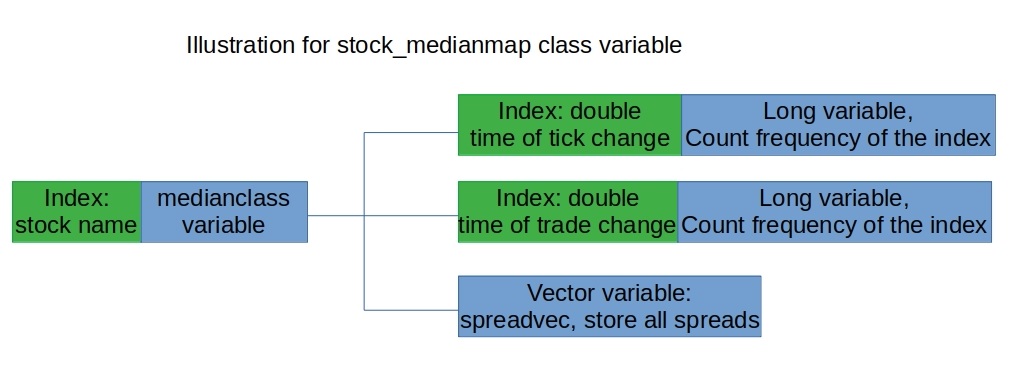 Illustration for stock_medianmap class variable
Index: double
time of tick change
Long variable,
Count frequency of the index
Index:
stock name
medianclass
variable
Index: double
time of trade change
Long variable,
Count frequency of the index
Vector variable:
spreadvec, store all spreads